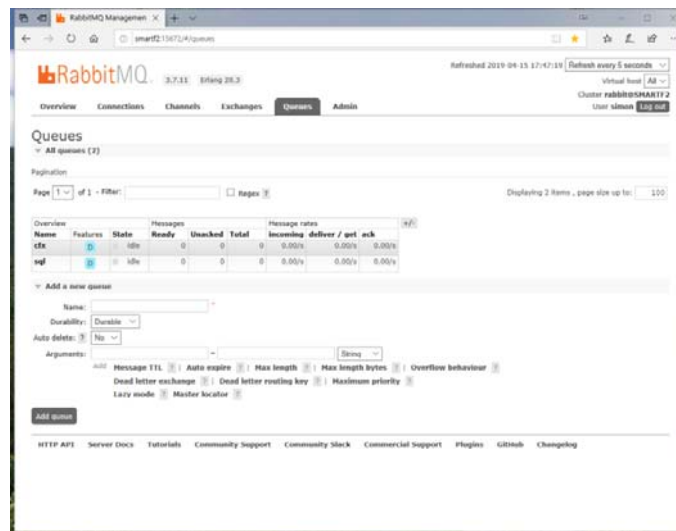 RabbitMQ Managemen
smartf2:15672/#/queues
RabbitMQ 3.7.11 Erlang 20.3
Refreshed 2019-04-15 17:47:19 Refresh every 5 seconds
Virtual host All
Cluster rabbit@SMARTF2
User simon Log out
Overview Connections Channels Exchanges Queues Admin
Queues
All queues (2)
Pagination
Page 1 of 1 - Filter: Regex ?
Displaying 2 items , page size up to: 100
Overview Messages Message rates +/-
Name Features State Ready Unacked Total incoming deliver / get ack
cfx D idle 0 0 0 0.00/s 0.00/s 0.00/s
sql D idle 0 0 0 0.00/s 0.00/s 0.00/s
Add a new queue
Name: *
Durability: Durable
Auto delete: ? No
Arguments: = String
Add Message TTL ? | Auto expire ? | Max length ? | Max length bytes ? | Overflow behaviour ?
Dead letter exchange ? | Dead letter routing key ? | Maximum priority ?
Lazy mode ? Master locator ?
Add queue
HTTP API Server Docs Tutorials Community Support Community Slack Commercial Support Plugins GitHub Changelog